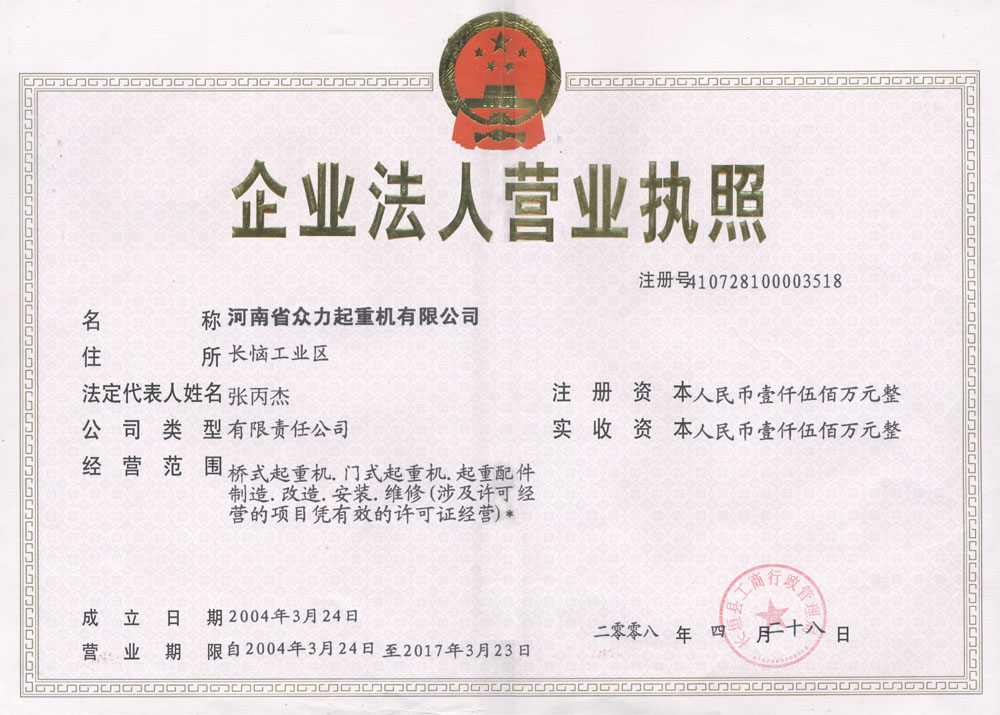 企业法人营业执照
注册号410728100003518
名称 河南省众力起重机有限公司
住所 长恼工业区
法定代表人姓名 张丙杰
注册资本 人民币壹仟伍佰万元整
公司类型 有限责任公司
实收资本 人民币壹仟伍佰万元整
经营范围 桥式起重机.门式起重机.起重配件
制造.改造.安装.维修(涉及许可经
营的项目凭有效的许可证经营)*
长垣县工商行政管理局
成立日期 2004年3月24日
二零零八年四月二十八日
营业期限 自2004年3月24日至2017年3月23日